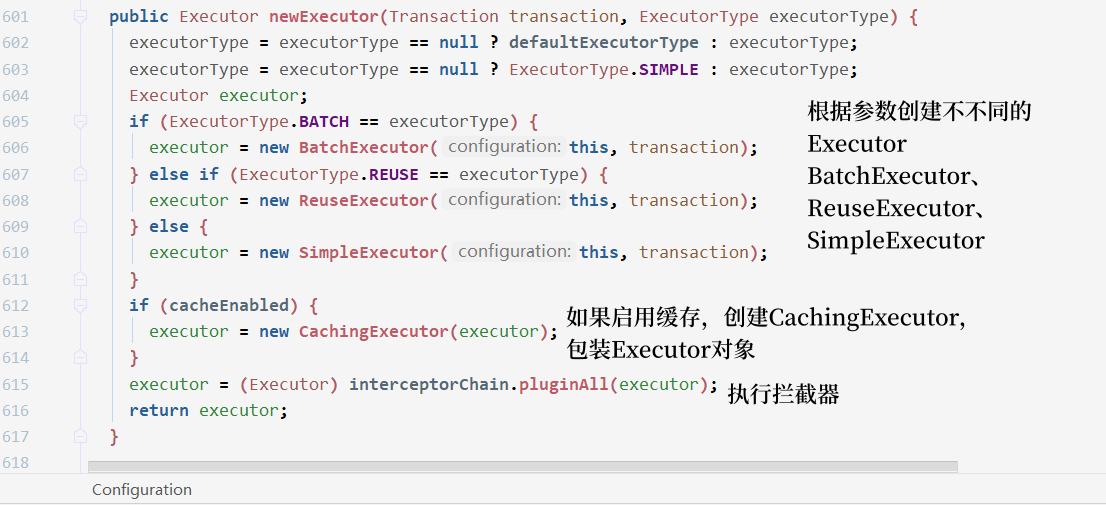 601 public Executor newExecutor(Transaction transaction, ExecutorType executorType) {
602 executorType = executorType == null ? defaultExecutorType : executorType;
603 executorType = executorType == null ? ExecutorType.SIMPLE : executorType;
604 Executor executor;
605 if (ExecutorType.BATCH == executorType) {
606 executor = new BatchExecutor( configuration: this, transaction);
607 } else if (ExecutorType.REUSE == executorType) {
608 executor = new ReuseExecutor( configuration: this, transaction);
609 } else {
610 executor = new SimpleExecutor( configuration: this, transaction);
611 }
612 if (cacheEnabled) {
613 executor = new CachingExecutor(executor);
614 }
615 executor = (Executor) interceptorChain.pluginAll(executor);
616 return executor;
617 }
618
根据参数创建不不同的
Executor
BatchExecutor、
ReuseExecutor、
SimpleExecutor
如果启用缓存，创建CachingExecutor,
包装Executor对象
执行拦截器
Configuration